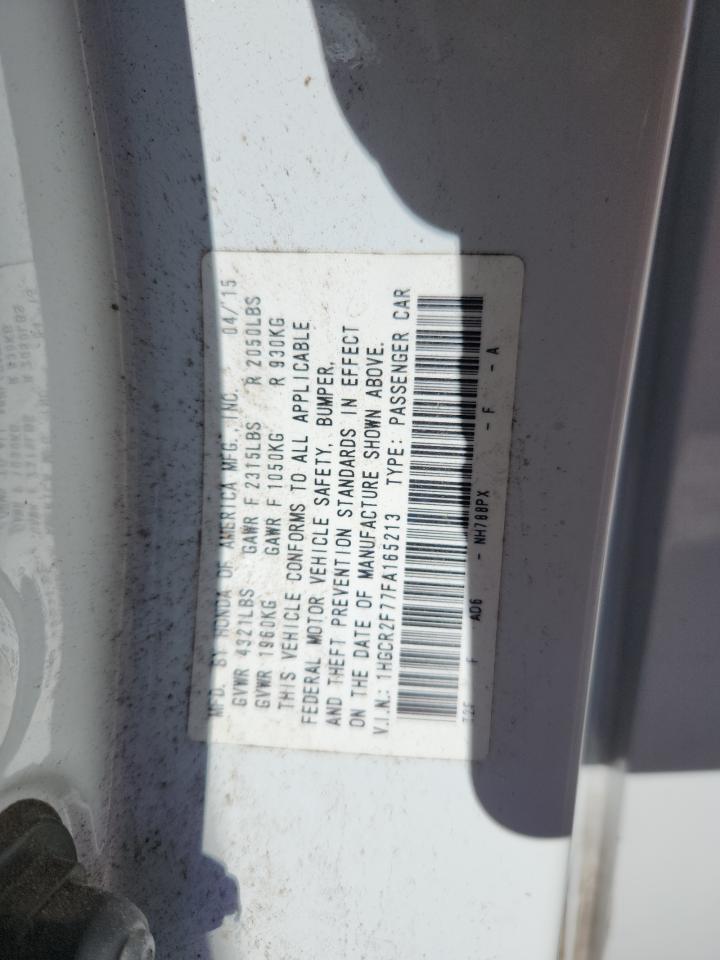 MFD. BY HONDA OF AMERICA MFG., INC. 04/'15
GVWR 4321LBS GAWR F 2315LBS R 2050LBS
GVWR 1960KG GAWR F 1050KG R 930KG
THIS VEHICLE CONFORMS TO ALL APPLICABLE
FEDERAL MOTOR VEHICLE SAFETY, BUMPER,
AND THEFT PREVENTION STANDARDS IN EFFECT
ON THE DATE OF MANUFACTURE SHOWN ABOVE.
V.I.N.: 1HGCR2F77FA165213 TYPE: PASSENGER CAR
T2F F AD6 - NH788PX - F - A